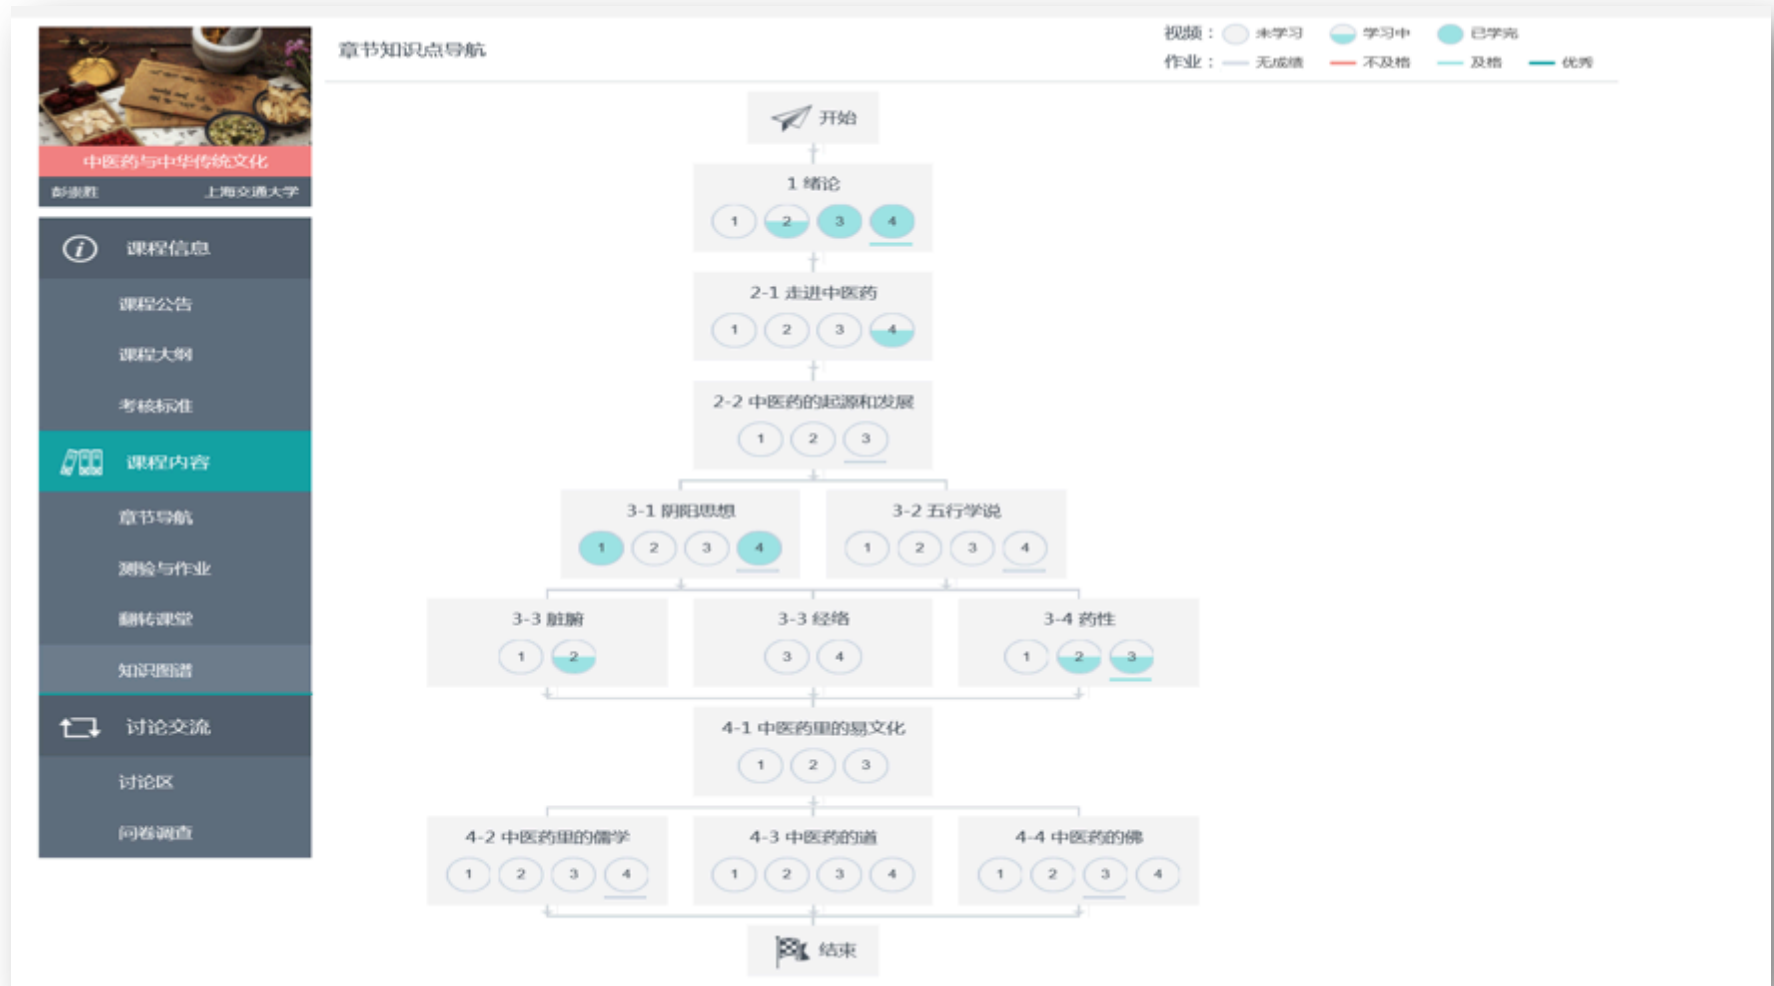 章节知识点导航
视频： 未学习 学习中 已学完
作业： 无成绩 不及格 及格 优秀
中医药与中华传统文化
彭崇胜 上海交通大学
课程信息
课程公告
课程大纲
考核标准
课程内容
章节导航
测验与作业
翻转课堂
知识图谱
讨论交流
讨论区
问卷调查
开始
1 绪论
1 2 3 4
2-1 走进中医药
1 2 3 4
2-2 中医药的起源和发展
1 2 3
3-1 阴阳思想
1 2 3 4
3-2 五行学说
1 2 3 4
3-3 脏腑
1 2
3-3 经络
3 4
3-4 药性
1 2 3
4-1 中医药里的易文化
1 2 3
4-2 中医药里的儒学
1 2 3 4
4-3 中医药的道
1 2 3 4
4-4 中医药的佛
1 2 3 4
结束